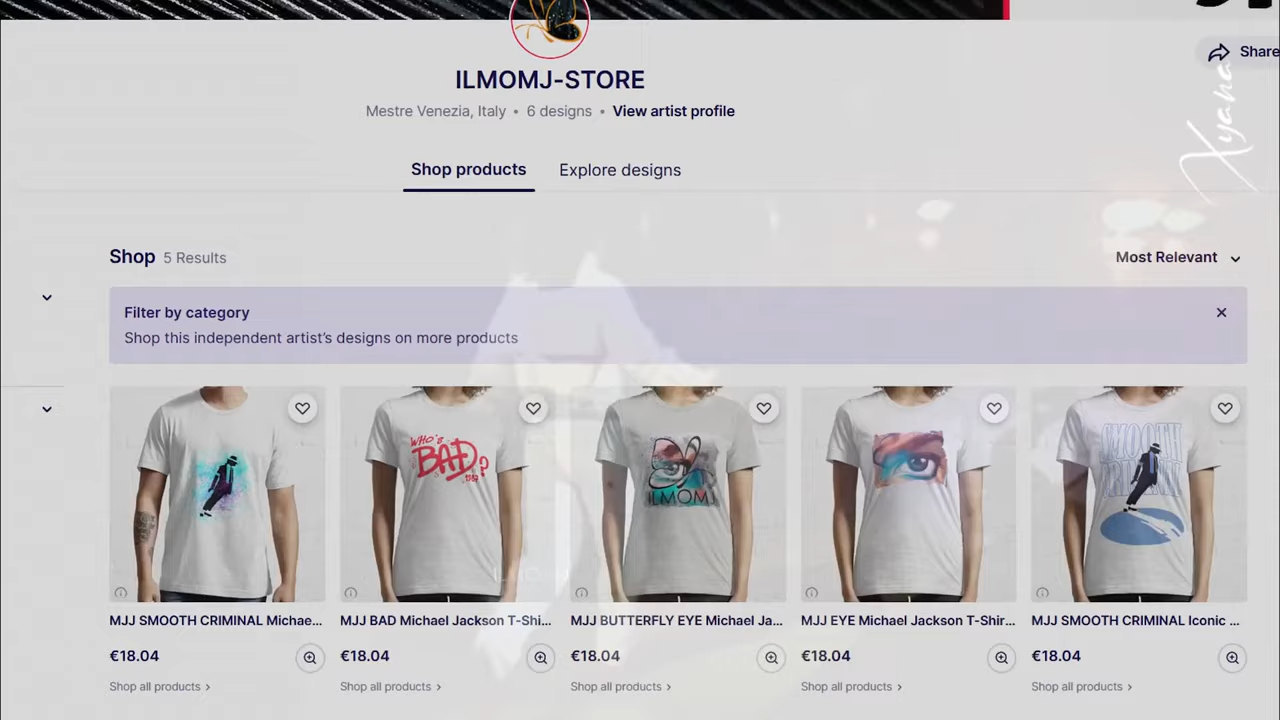 Share
ILMOMJ-STORE
Mestre Venezia, Italy • 6 designs • View artist profile
Xyana
Shop products Explore designs
Shop 5 Results
Most Relevant
Filter by category
Shop this independent artist's designs on more products
WHO'S
BAD?
ILMOMJ
SMOOTH
CRIMINAL
MJJ SMOOTH CRIMINAL Michae...
MJJ BAD Michael Jackson T-Shi...
MJJ BUTTERFLY EYE Michael Ja...
MJJ EYE Michael Jackson T-Shir...
MJJ SMOOTH CRIMINAL Iconic ...
€18.04
€18.04
€18.04
€18.04
€18.04
Shop all products
Shop all products
Shop all products
Shop all products
Shop all products